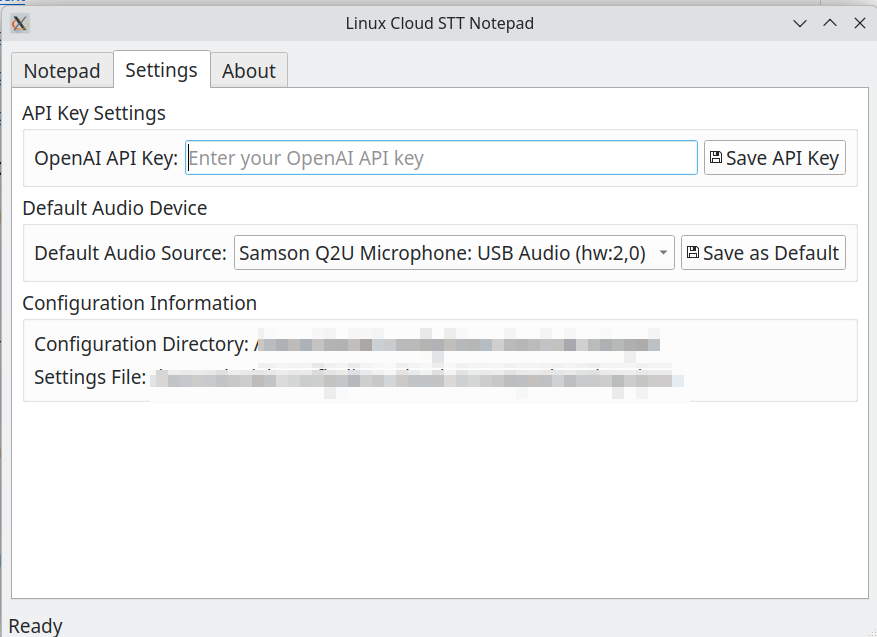 Linux Cloud STT Notepad
Notepad Settings About
API Key Settings
OpenAI API Key: Enter your OpenAI API key Save API Key
Default Audio Device
Default Audio Source: Samson Q2U Microphone: USB Audio (hw:2,0) Save as Default
Configuration Information
Configuration Directory: /
Settings File:
Ready